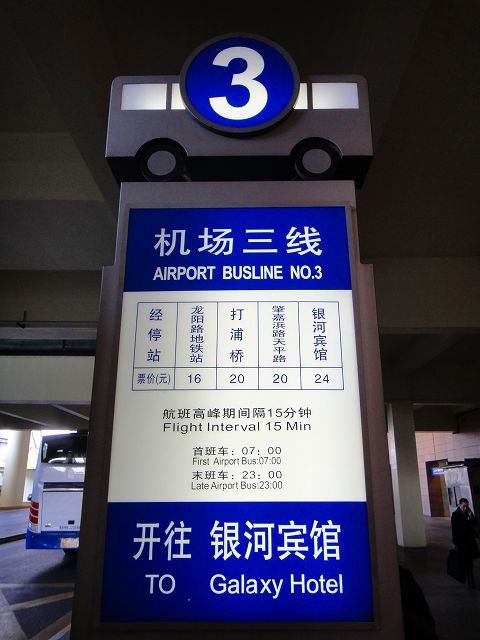 3
机场三线
AIRPORT BUSLINE NO.3
经停站 龙阳路地铁站 打浦桥 肇嘉浜路天平路 银河宾馆
票价(元) 16 20 20 24
航班高峰期间隔15分钟
Flight Interval 15 Min
首班车：07：00
First Airport Bus:07:00
末班车：23：00
Late Airport Bus:23:00
开往 银河宾馆
TO Galaxy Hotel